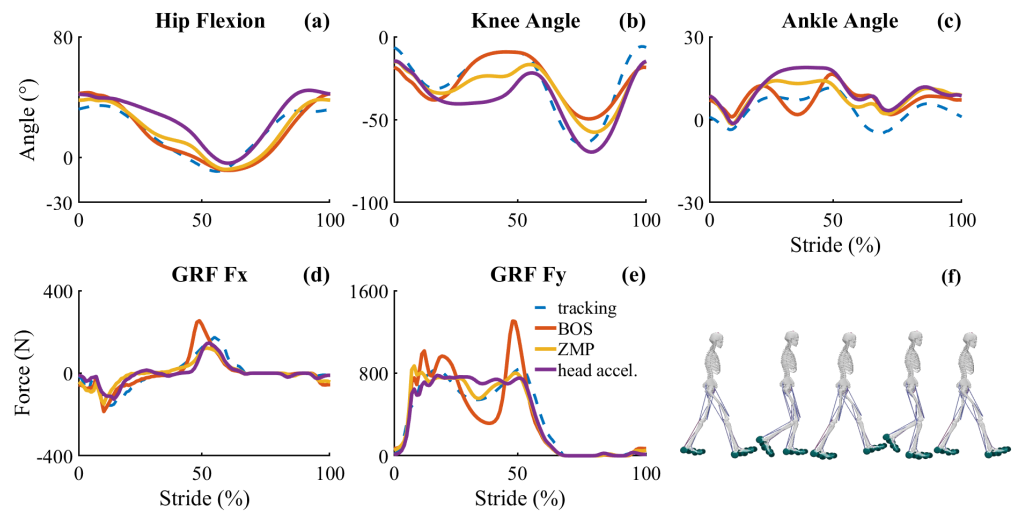 Hip Flexion (a)
Knee Angle (b)
Ankle Angle (c)
80
0
-30
Angle (°)
0
50
100
0
-50
-100
0
50
100
30
0
-30
0
50
100
Stride (%)
GRF Fx (d)
GRF Fy (e)
(f)
400
0
-400
Force (N)
0
50
100
Stride (%)
1600
800
0
0
50
100
Stride (%)
tracking
BOS
ZMP
head accel.